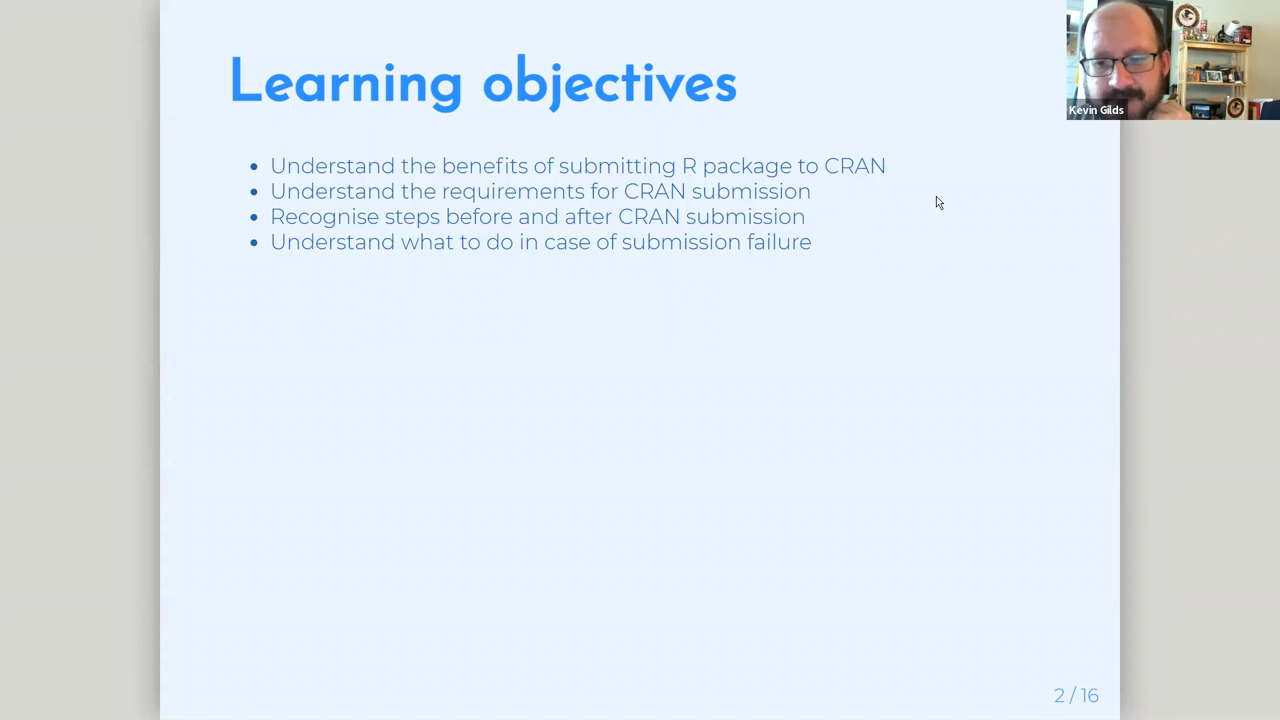 Learning objectives
Understand the benefits of submitting R package to CRAN
Understand the requirements for CRAN submission
Recognise steps before and after CRAN submission
Understand what to do in case of submission failure
Kevin Gilds
2 / 16